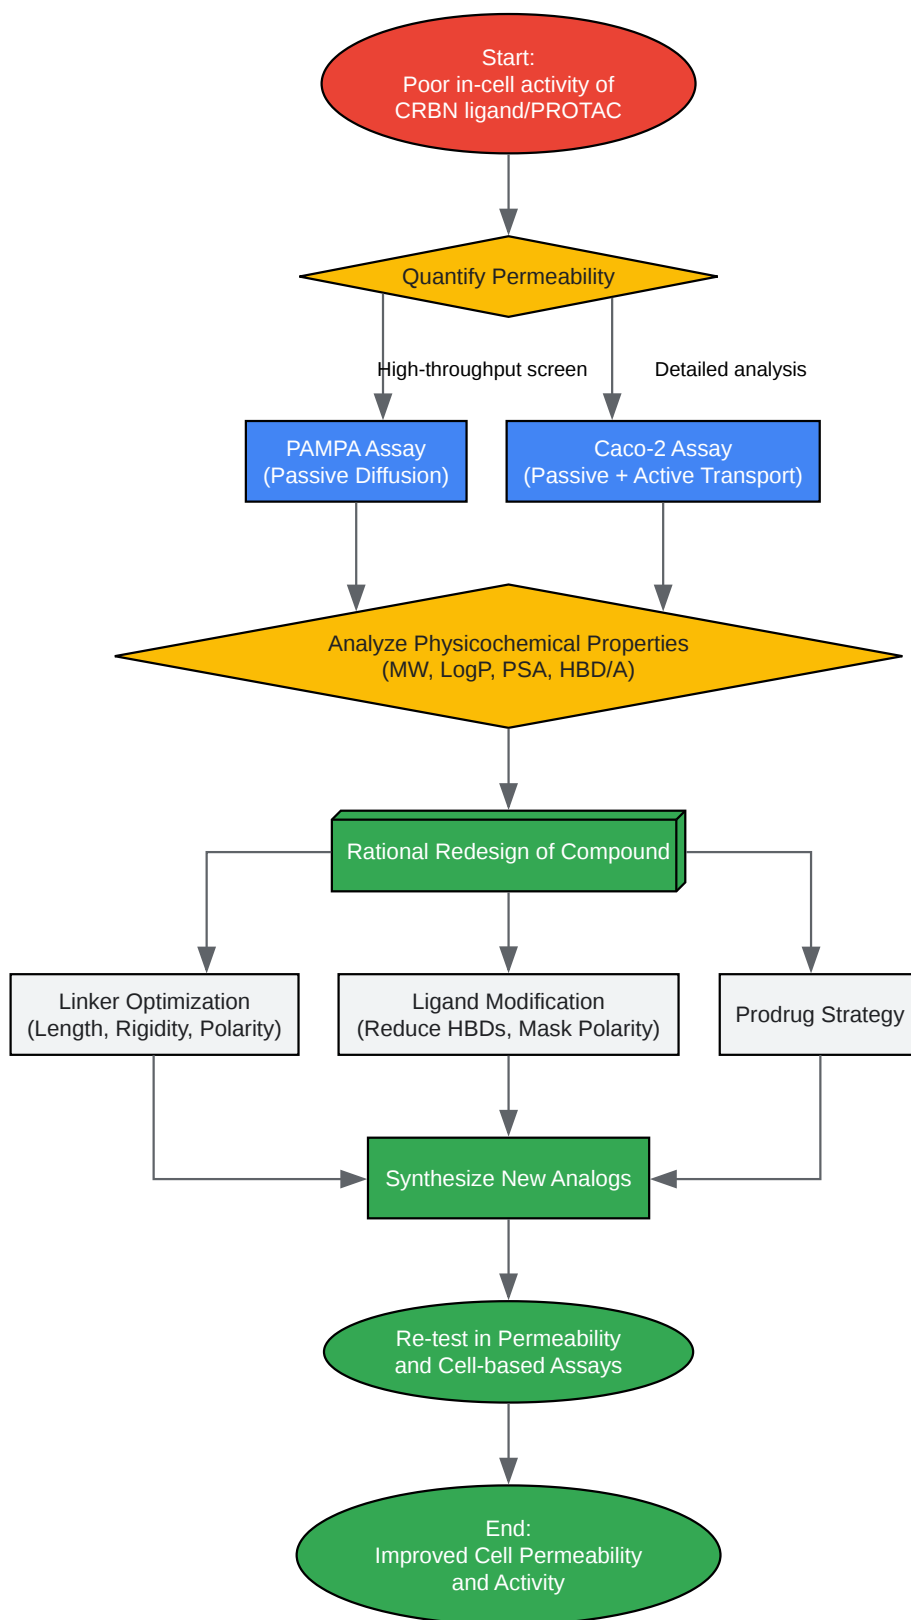 Start:
Poor in-cell activity of
CRBN ligand/PROTAC
Quantify Permeability
High-throughput screen
Detailed analysis
PAMPA Assay
(Passive Diffusion)
Caco-2 Assay
(Passive + Active Transport)
Analyze Physicochemical Properties
(MW, LogP, PSA, HBD/A)
Rational Redesign of Compound
Linker Optimization
(Length, Rigidity, Polarity)
Ligand Modification
(Reduce HBDs, Mask Polarity)
Prodrug Strategy
Synthesize New Analogs
Re-test in Permeability
and Cell-based Assays
End:
Improved Cell Permeability
and Activity